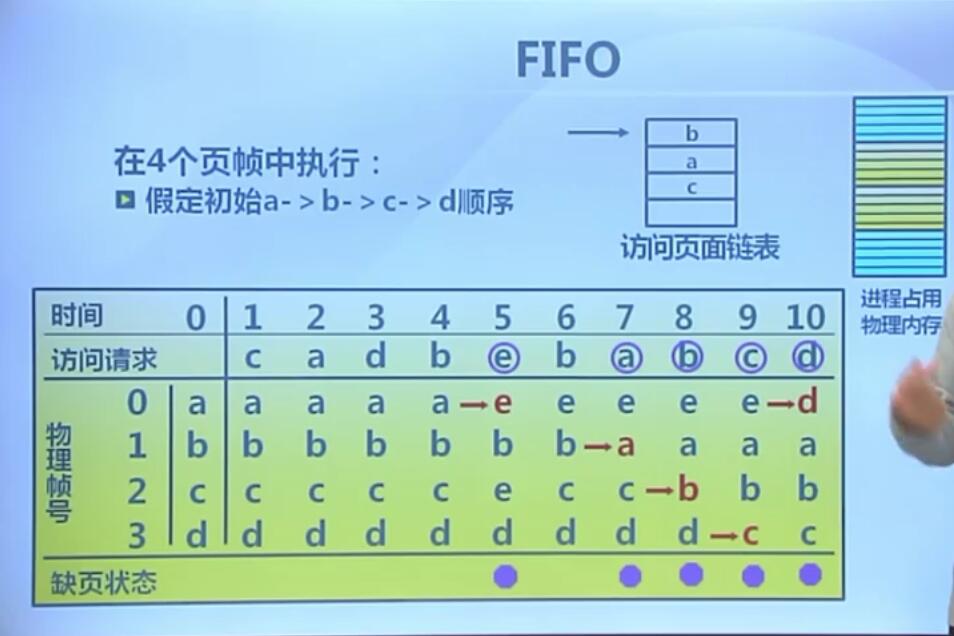 FIFO
在4个页帧中执行：
假定初始a->b->c->d顺序
b
a
c
访问页面链表
进程占用
物理内存
时间 0 1 2 3 4 5 6 7 8 9 10
访问请求 c a d b e b a b c d
物理帧号
0 a a a a a→e e e e e→d
1 b b b b b b b→a a a a
2 c c c c c e c c→b b b
3 d d d d d d d d d→c c
缺页状态